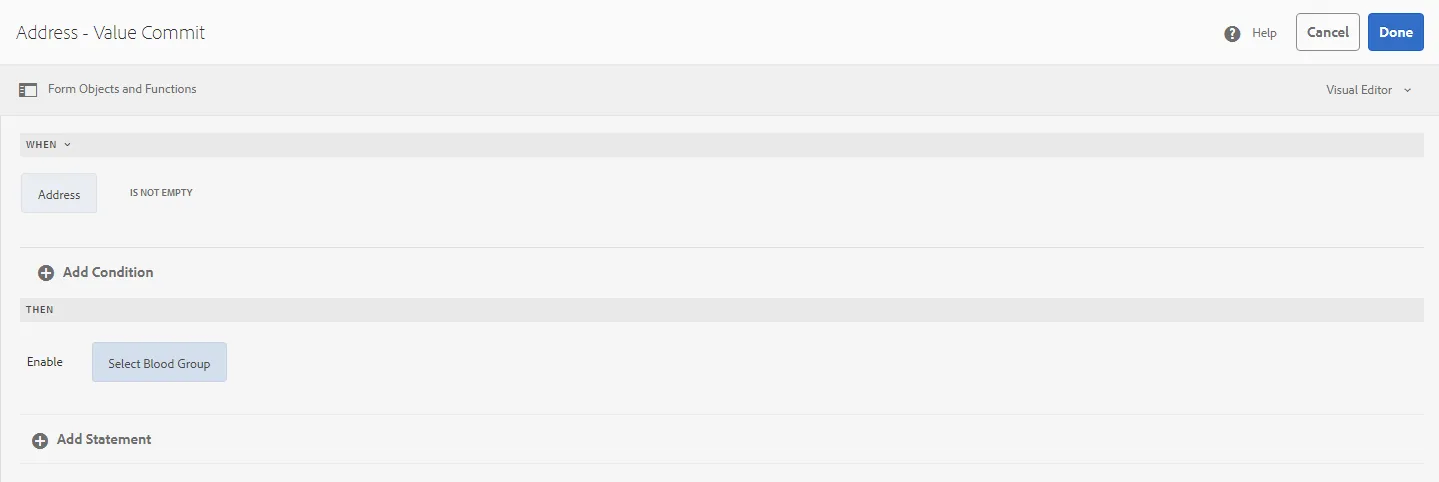 Address - Value Commit
Help
Cancel
Done
Form Objects and Functions
Visual Editor
WHEN
Address
IS NOT EMPTY
Add Condition
THEN
Enable
Select Blood Group
Add Statement